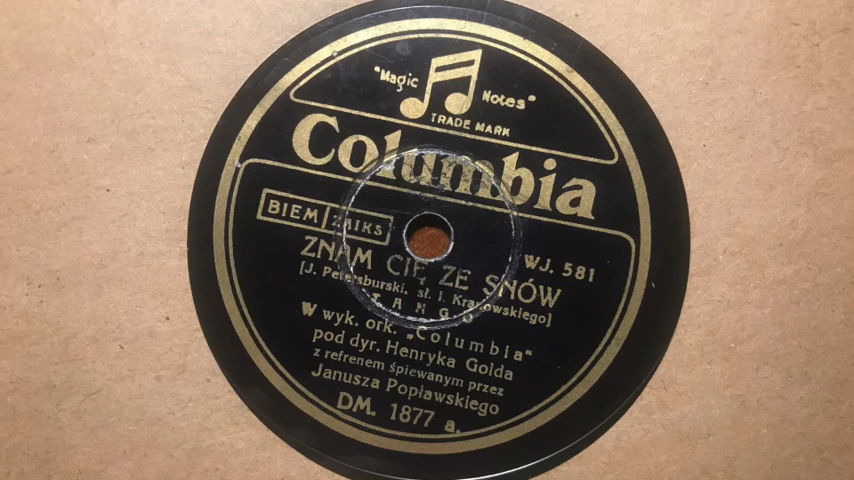 "Magic Notes"
TRADE MARK
Columbia
BIEM ZAIKS
WJ. 581
ZNAM CIĘ ZE SNÓW
[J. Petersburski, sł. i. Krakowskiego]
TANGO
W wyk. ork. „Columbia"
pod dyr. Henryka Golda
z refrenem śpiewanym przez
Janusza Popławskiego
DM. 1877 a.